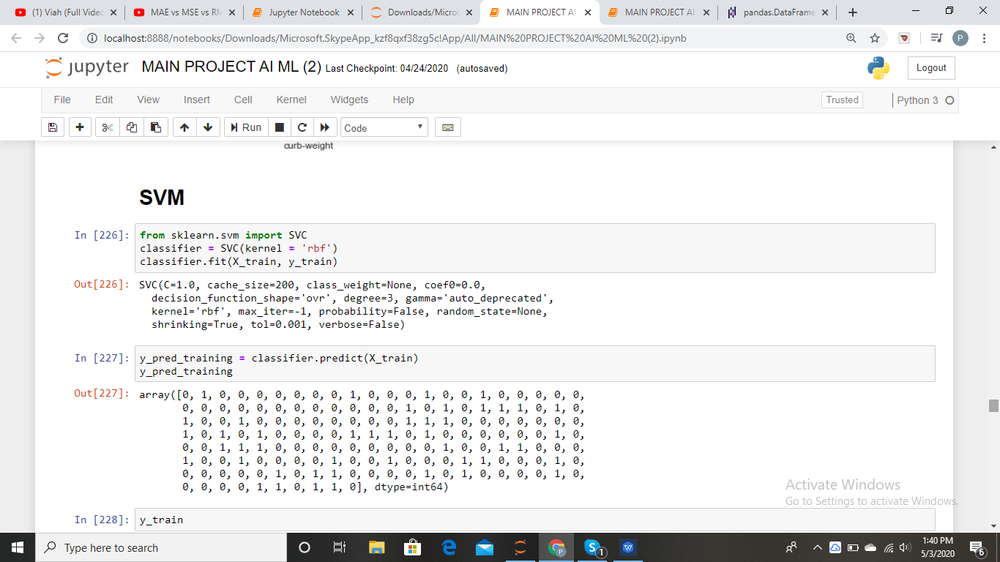 (1) Viah (Full Video
MAE vs MSE vs RM
Jupyter Notebook
Downloads/Micros
MAIN PROJECT AI
MAIN PROJECT AI
pandas.DataFrame
localhost:8888/notebooks/Downloads/Microsoft.SkypeApp_kzf8qxf38zg5c!App/All/MAIN%20PROJECT%20AI%20ML%20(2).ipynb
P
jupyter MAIN PROJECT AI ML (2) Last Checkpoint: 04/24/2020 (autosaved)
Logout
File Edit View Insert Cell Kernel Widgets Help
Trusted
Python 3
Run
Code
curb-weight
SVM
In [226]: from sklearn.svm import SVC
classifier = SVC(kernel = 'rbf')
classifier.fit(X_train, y_train)
Out[226]: SVC(C=1.0, cache_size=200, class_weight=None, coef0=0.0,
decision_function_shape='ovr', degree=3, gamma='auto_deprecated',
kernel='rbf', max_iter=-1, probability=False, random_state=None,
shrinking=True, tol=0.001, verbose=False)
In [227]: y_pred_training = classifier.predict(X_train)
y_pred_training
Out[227]: array([0, 1, 0, 0, 0, 0, 0, 0, 0, 1, 0, 0, 0, 1, 0, 0, 1, 0, 0, 0, 0, 0,
0, 0, 0, 0, 0, 0, 0, 0, 0, 0, 0, 0, 1, 0, 1, 0, 1, 1, 1, 0, 1, 0,
1, 0, 0, 1, 0, 0, 0, 0, 0, 0, 0, 0, 1, 1, 1, 0, 0, 0, 0, 0, 0, 0,
1, 0, 1, 0, 1, 0, 0, 0, 0, 1, 1, 1, 0, 1, 0, 0, 0, 0, 0, 0, 1, 0,
0, 0, 1, 1, 1, 0, 0, 0, 0, 0, 0, 0, 0, 0, 1, 0, 0, 1, 1, 0, 0, 0,
1, 0, 0, 1, 0, 0, 0, 0, 1, 0, 0, 1, 0, 0, 0, 1, 1, 0, 0, 0, 1, 0,
0, 0, 0, 0, 0, 1, 0, 1, 1, 0, 0, 0, 0, 1, 0, 1, 0, 0, 0, 0, 1, 0,
0, 0, 0, 0, 1, 1, 0, 1, 1, 0], dtype=int64)
Activate Windows
Go to Settings to activate Windows.
In [228]: y_train
Type here to search
1:40 PM
5/3/2020
P
1
6